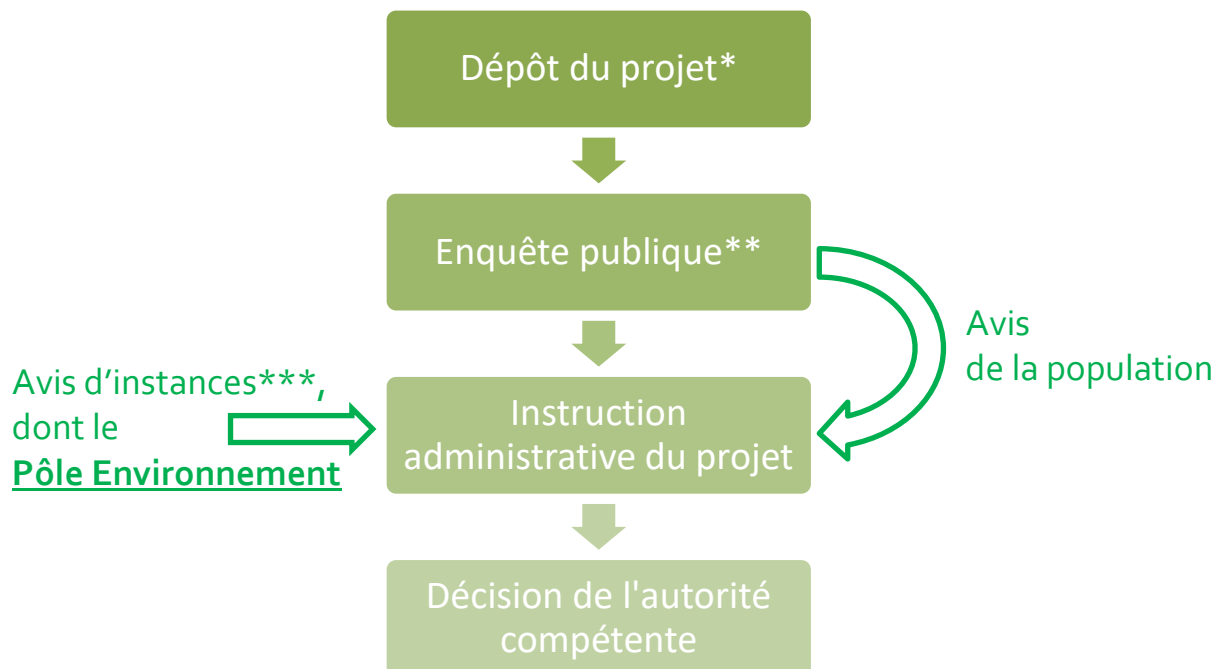 Dépôt du projet*
Enquête publique**
Avis
de la population
Avis d’instances***,
dont le
Pôle Environnement
Instruction
administrative du projet
Décision de l'autorité
compétente